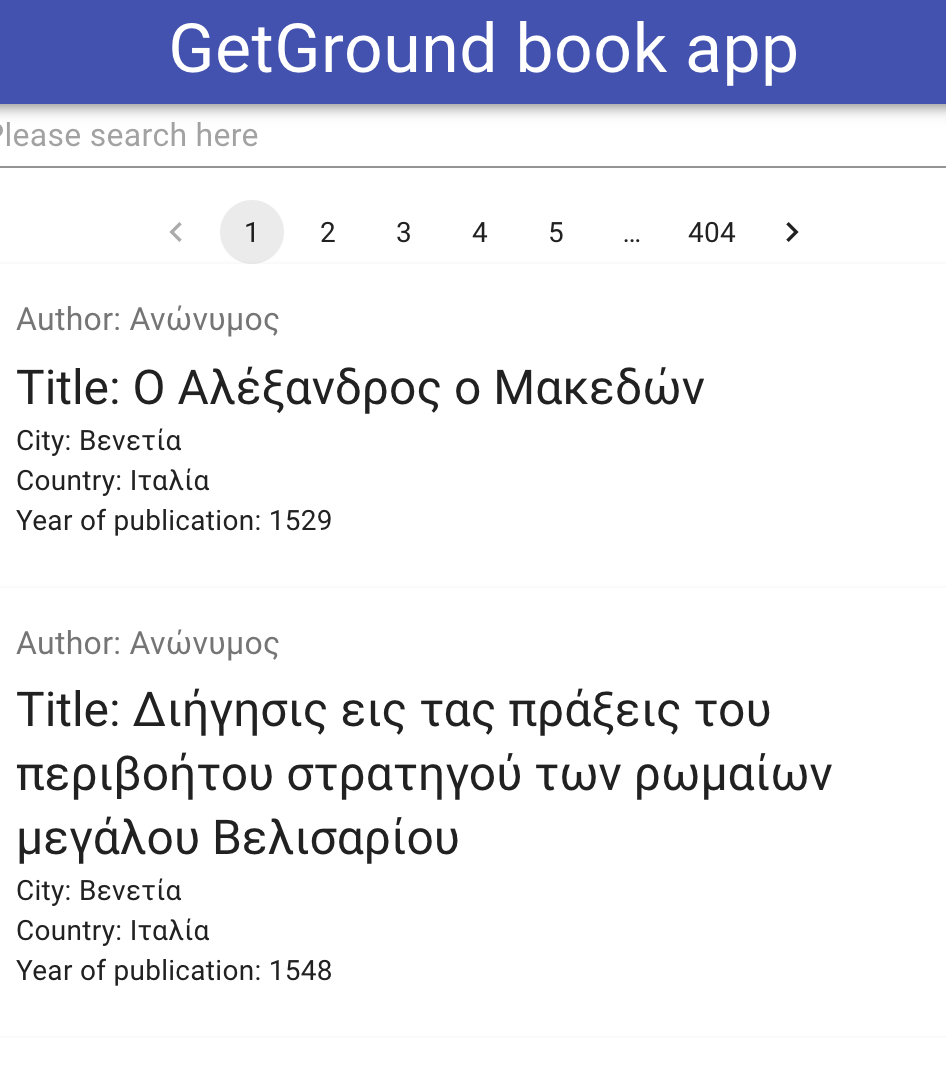 GetGround book app
Please search here
1 2 3 4 5 ... 404
Author: Ανώνυμος
Title: Ο Αλέξανδρος ο Μακεδών
City: Βενετία
Country: Ιταλία
Year of publication: 1529
Author: Ανώνυμος
Title: Διήγησις εις τας πράξεις του
περιβοήτου στρατηγού των ρωμαίων
μεγάλου Βελισαρίου
City: Βενετία
Country: Ιταλία
Year of publication: 1548